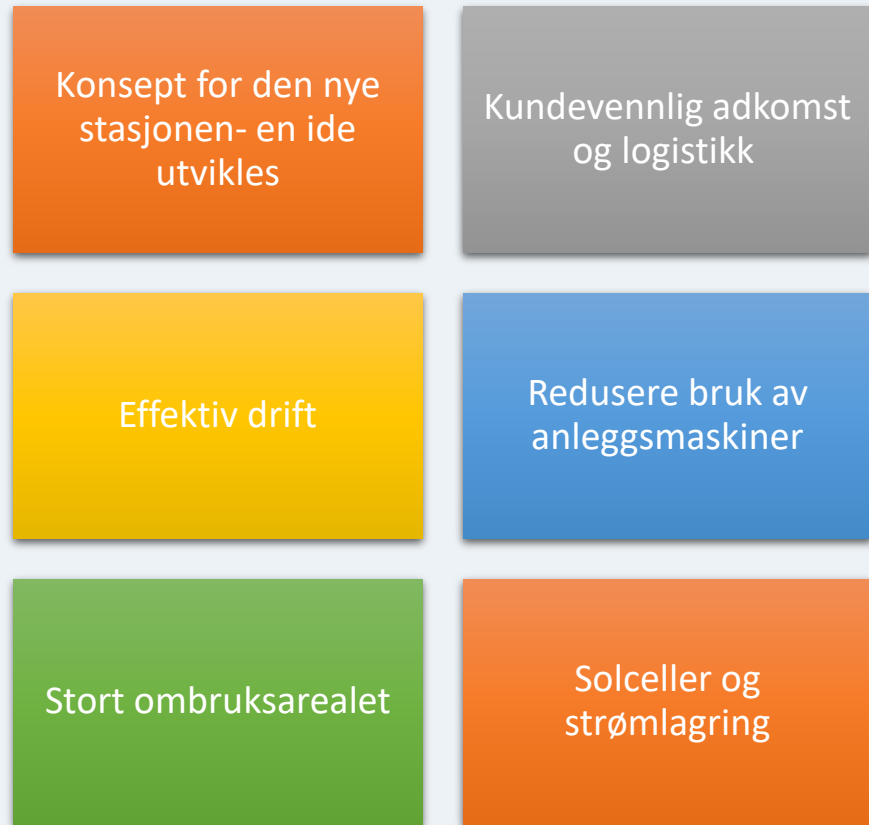 Konsept for den nye
stasjonen- en ide
utvikles
Kundevennlig adkomst
og logistikk
Effektiv drift
Redusere bruk av
anleggsmaskiner
Stort ombruksarealet
Solceller og
strømlagring